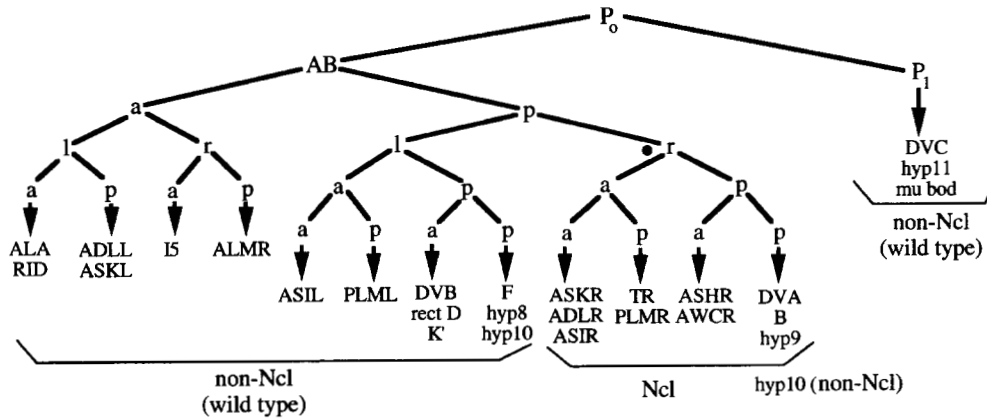 P₀
AB
P₁
a
p
l
r
l
r
DVC
hyp11
mu bod
a
p
a
p
a
p
a
p
non-Ncl
(wild type)
ALA
RID
ADLL
ASKL
I5
ALMR
a
p
a
p
a
p
a
p
ASIL
PLML
DVB
rect D
K'
F
hyp8
hyp10
ASKR
ADLR
ASIR
TR
PLMR
ASHR
AWCR
DVA
B
hyp9
non-Ncl
(wild type)
Ncl
hyp10 (non-Ncl)